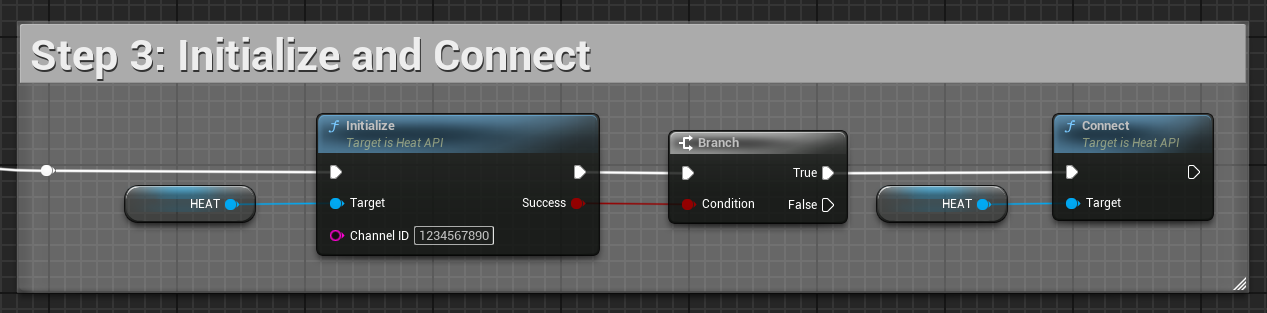 Step 3: Initialize and Connect
Initialize
Target is Heat API
HEAT
Target
Success
Channel ID 1234567890
Branch
True
Condition
False
HEAT
Connect
Target is Heat API
Target